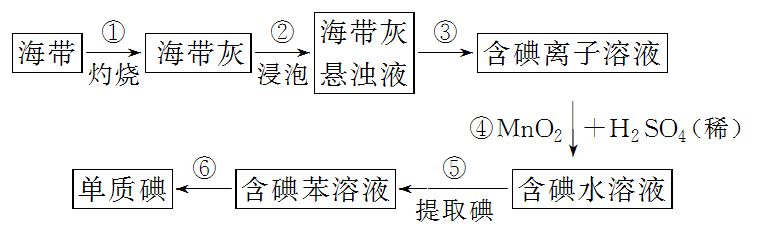 海带 ① 灼烧 海带灰 ② 浸泡 海带灰悬浊液 ③ 含碘离子溶液
④MnO₂ +H₂SO₄(稀)
单质碘 ⑥ 含碘苯溶液 ⑤ 提取碘 含碘水溶液